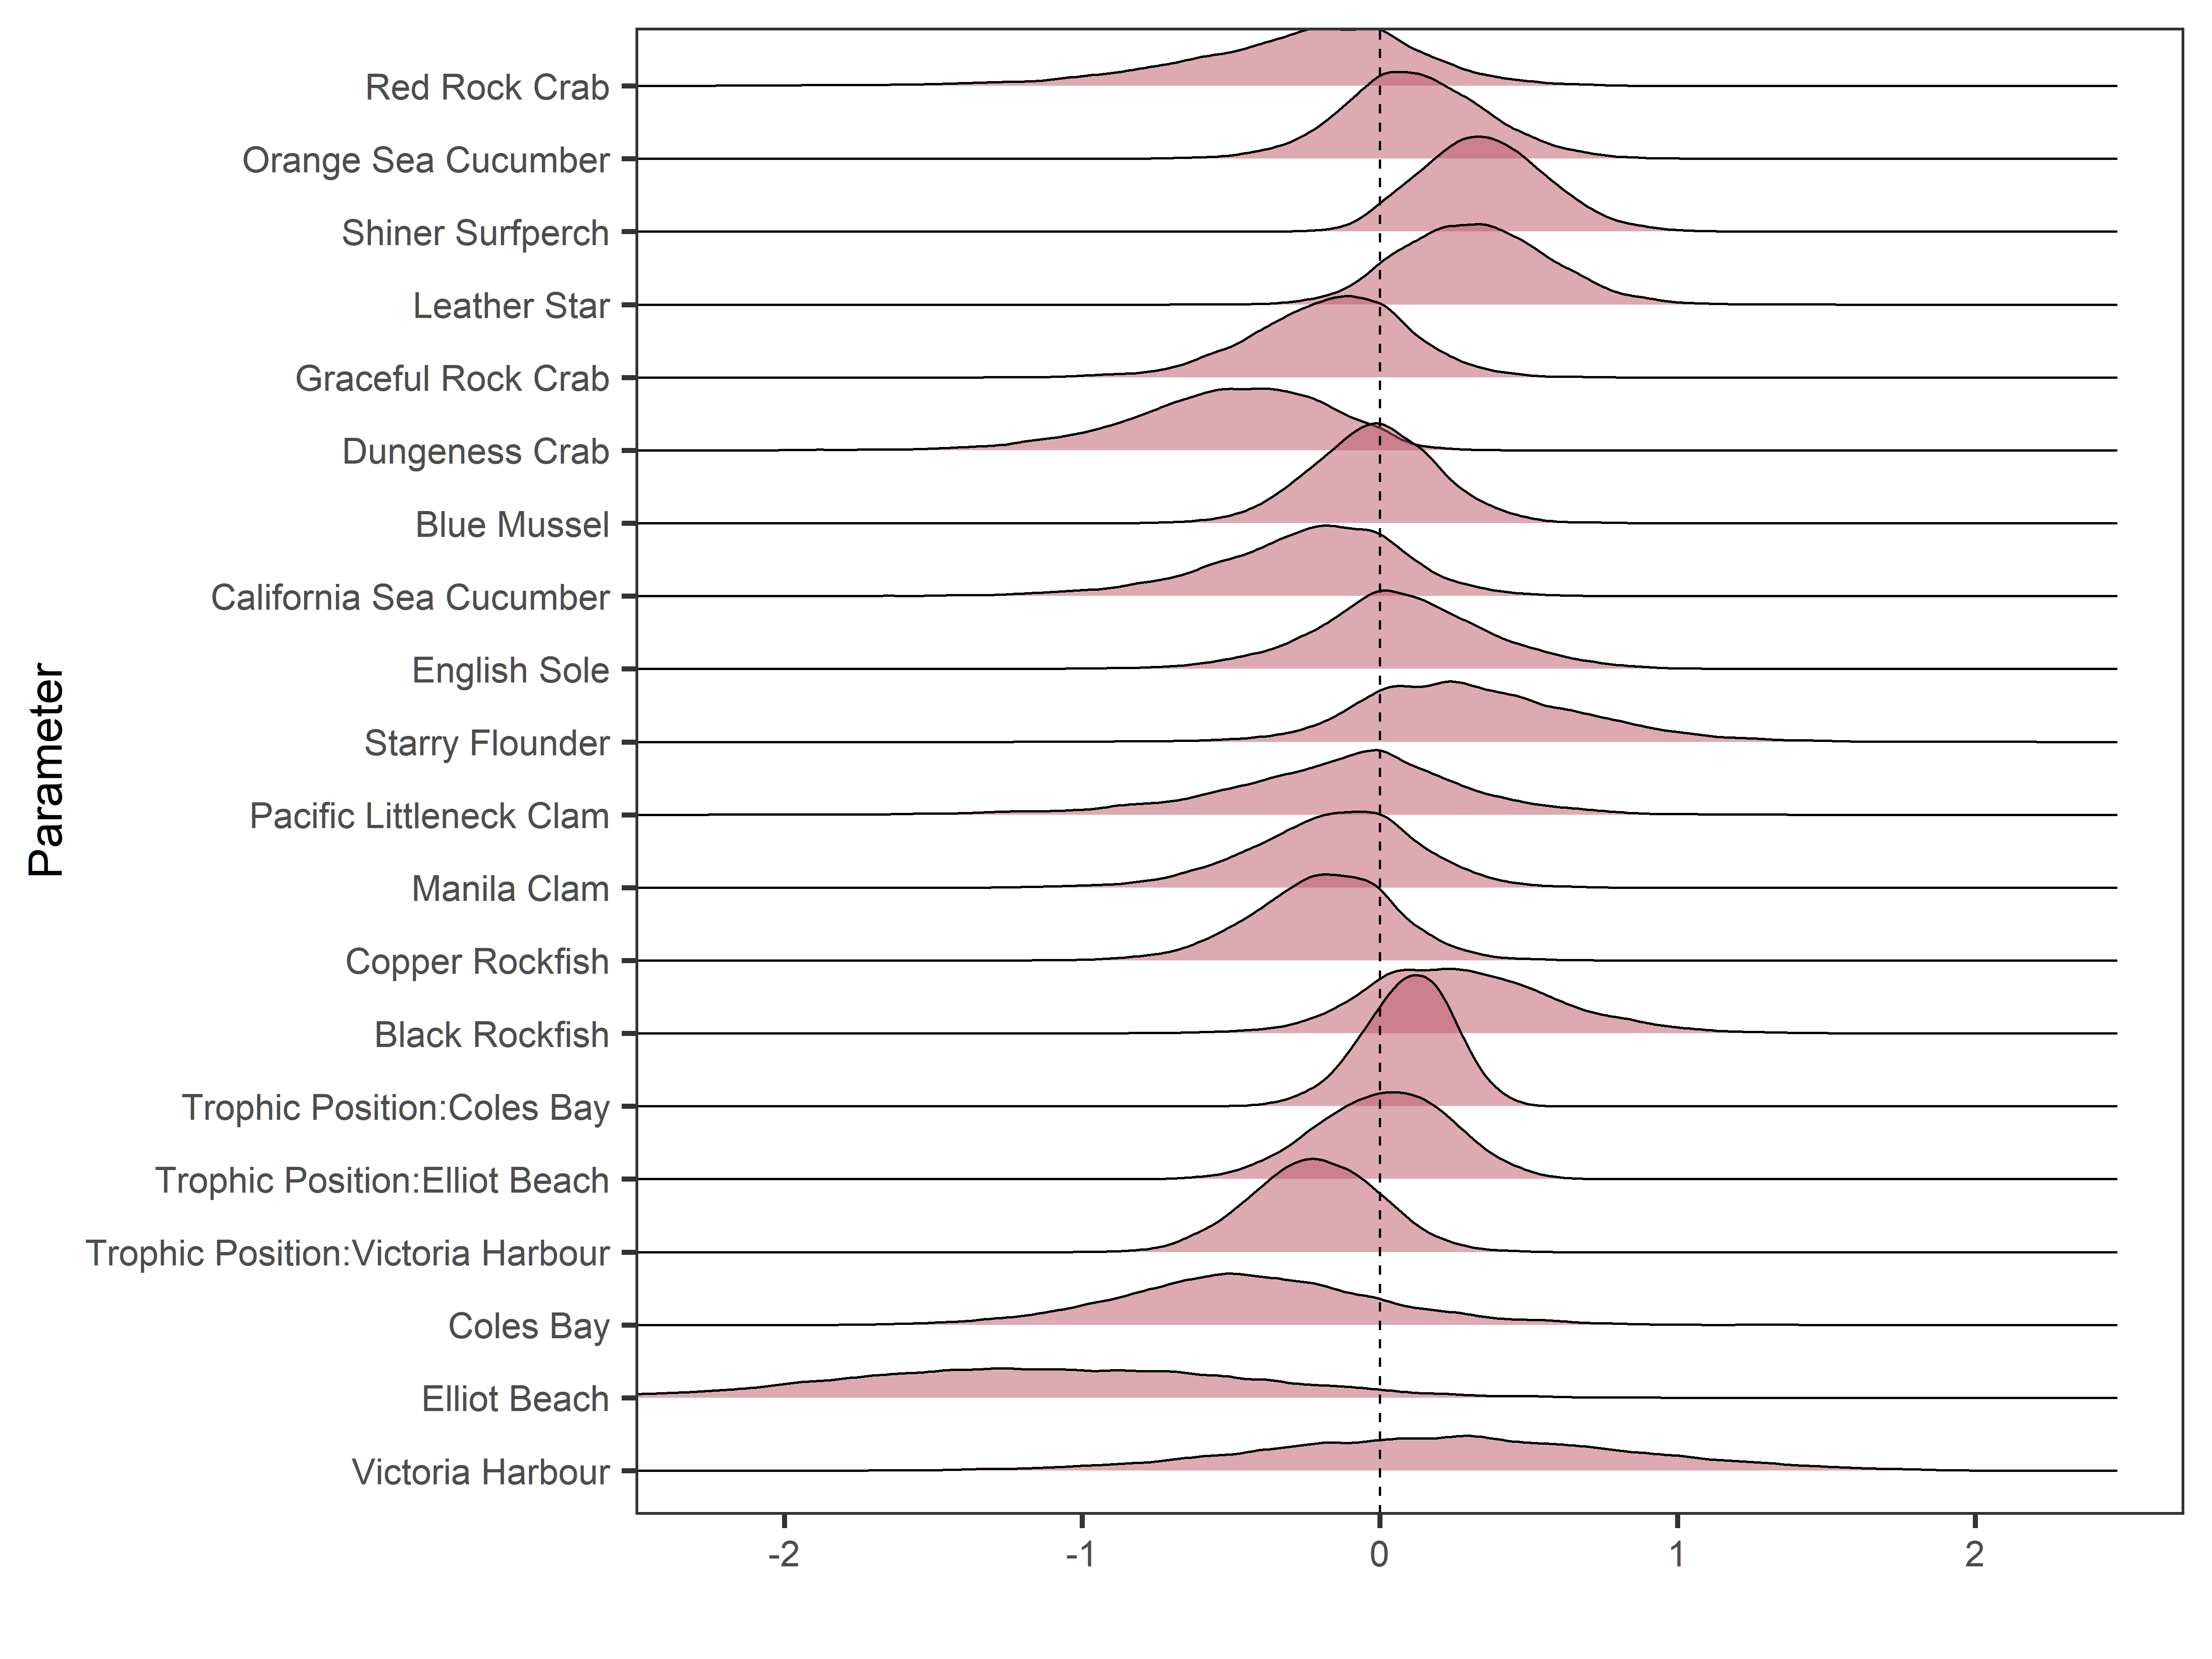 Red Rock Crab
Orange Sea Cucumber
Shiner Surfperch
Leather Star
Graceful Rock Crab
Dungeness Crab
Blue Mussel
California Sea Cucumber
English Sole
Starry Flounder
Pacific Littleneck Clam
Manila Clam
Copper Rockfish
Black Rockfish
Trophic Position:Coles Bay
Trophic Position:Elliot Beach
Trophic Position:Victoria Harbour
Coles Bay
Elliot Beach
Victoria Harbour
Parameter
-2 -1 0 1 2